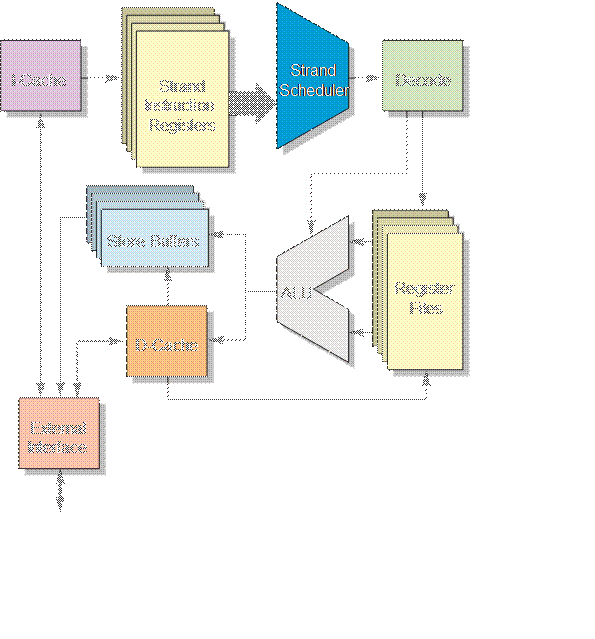 I-Cache
Strand
Instruction
Registers
Strand
Scheduler
Decode
Store Buffers
ALU
Register
Files
D-Cache
External
Interface